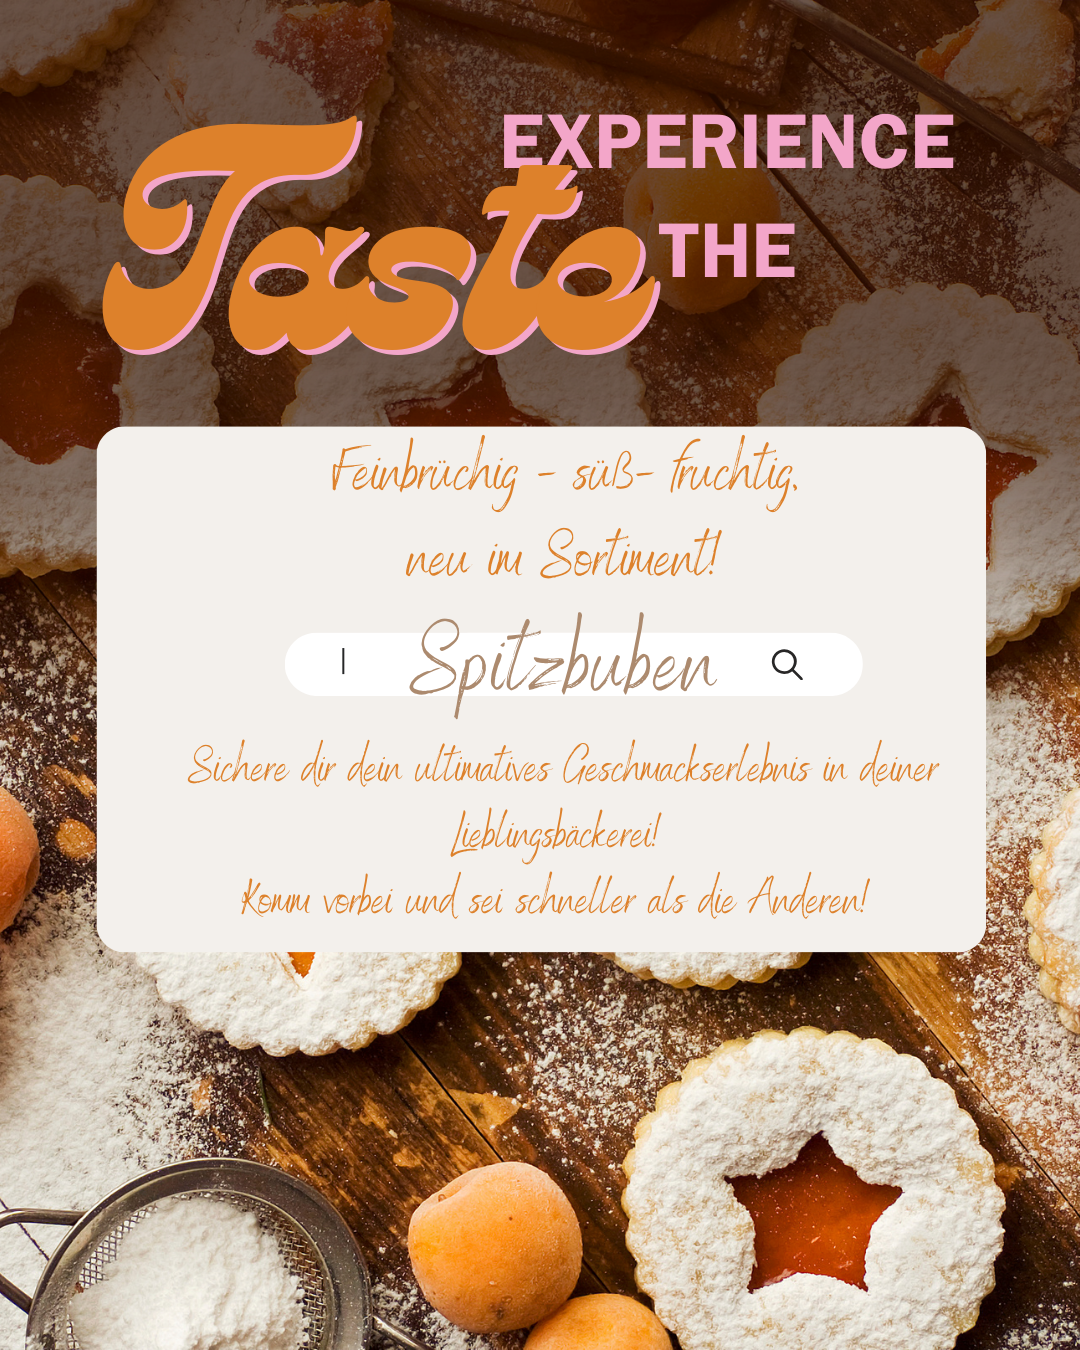 EXPERIENCE
THE
Taste
Feinbrüchig - süß- fruchtig,
neu im Sortiment!
Spitzbuben
Sichere dir dein ultimatives Geschmackserlebnis in deiner
Lieblingsbäckerei!
Komm vorbei und sei schneller als die Anderen!